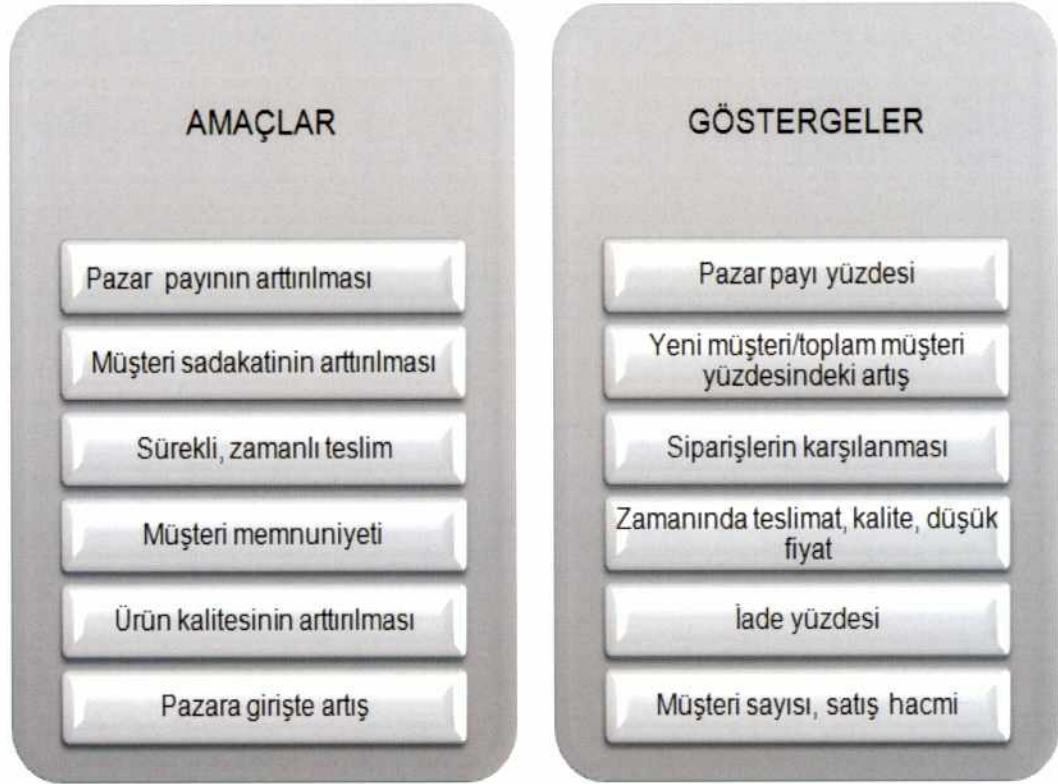 AMAÇLAR
Pazar payının arttırılması
Müşteri sadakatinin arttırılması
Sürekli, zamanlı teslim
Müşteri memnuniyeti
Ürün kalitesinin arttırılması
Pazara girişte artış
GÖSTERGELER
Pazar payı yüzdesi
Yeni müşteri/toplam müşteri
yüzdesindeki artış
Siparişlerin karşılanması
Zamanında teslimat, kalite, düşük
fiyat
İade yüzdesi
Müşteri sayısı, satış hacmi